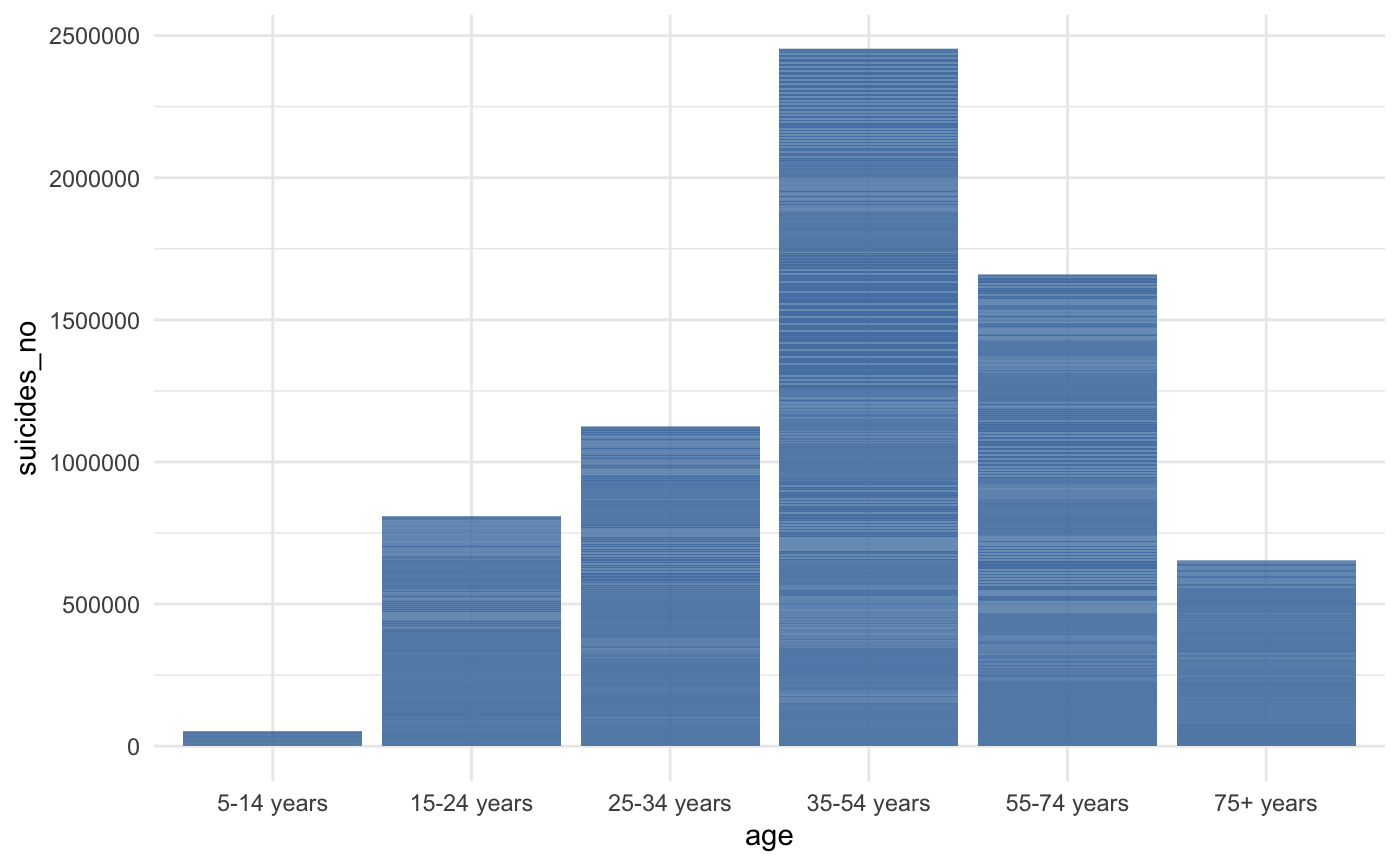 2500000
2000000
1500000
1000000
500000
0
suicides_no
5-14 years
15-24 years
25-34 years
35-54 years
55-74 years
75+ years
age